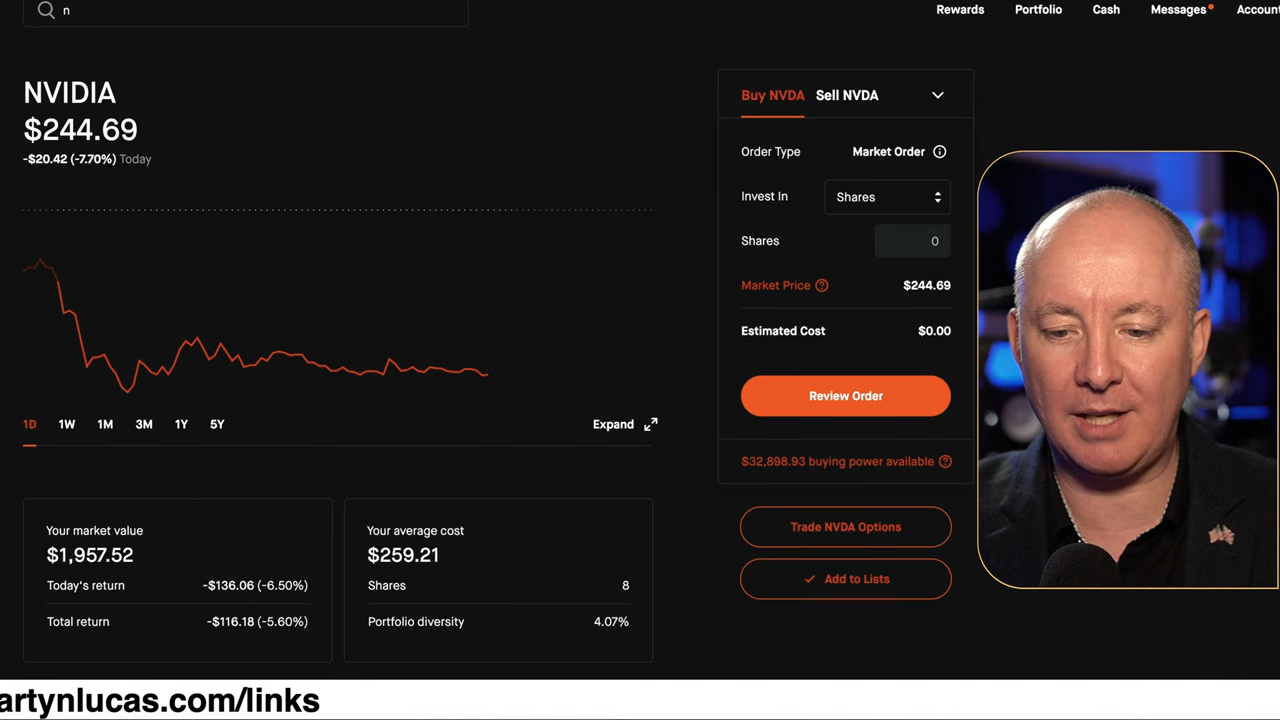 n
Rewards
Portfolio
Cash
Messages
Account
NVIDIA
$244.69
-$20.42 (-7.70%) Today
1D
1W
1M
3M
1Y
5Y
Expand
Your market value
$1,957.52
Today's return -$136.06 (-6.50%)
Total return -$116.18 (-5.60%)
Your average cost
$259.21
Shares 8
Portfolio diversity 4.07%
Buy NVDA Sell NVDA
Order Type Market Order
Invest In Shares
Shares 0
Market Price $244.69
Estimated Cost $0.00
Review Order
$32,898.93 buying power available
Trade NVDA Options
Add to Lists
artynlucas.com/links